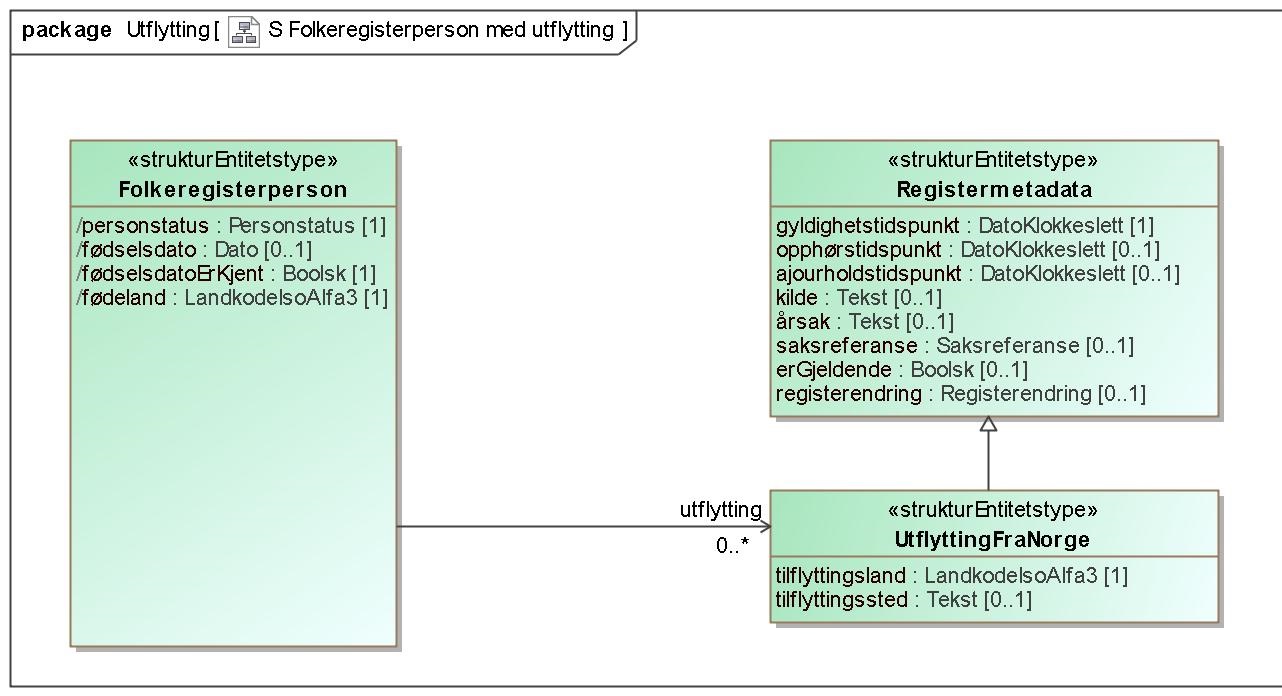 package Utflytting[ S Folkeregisterperson med utflytting ]
«strukturEntitetstype»
Folkeregisterperson
/personstatus : Personstatus [1]
/fødselsdato : Dato [0..1]
/fødselsdatoErKjent : Boolsk [1]
/fødeland : LandkodeIsoAlfa3 [1]
«strukturEntitetstype»
Registermetadata
gyldighetstidspunkt : DatoKlokkeslett [1]
opphørstidspunkt : DatoKlokkeslett [0..1]
ajourholdstidspunkt : DatoKlokkeslett [0..1]
kilde : Tekst [0..1]
årsak : Tekst [0..1]
saksreferanse : Saksreferanse [0..1]
erGjeldende : Boolsk [0..1]
registerendring : Registerendring [0..1]
utflytting
0..*
«strukturEntitetstype»
UtflyttingFraNorge
tilflyttingsland : LandkodeIsoAlfa3 [1]
tilflyttingssted : Tekst [0..1]